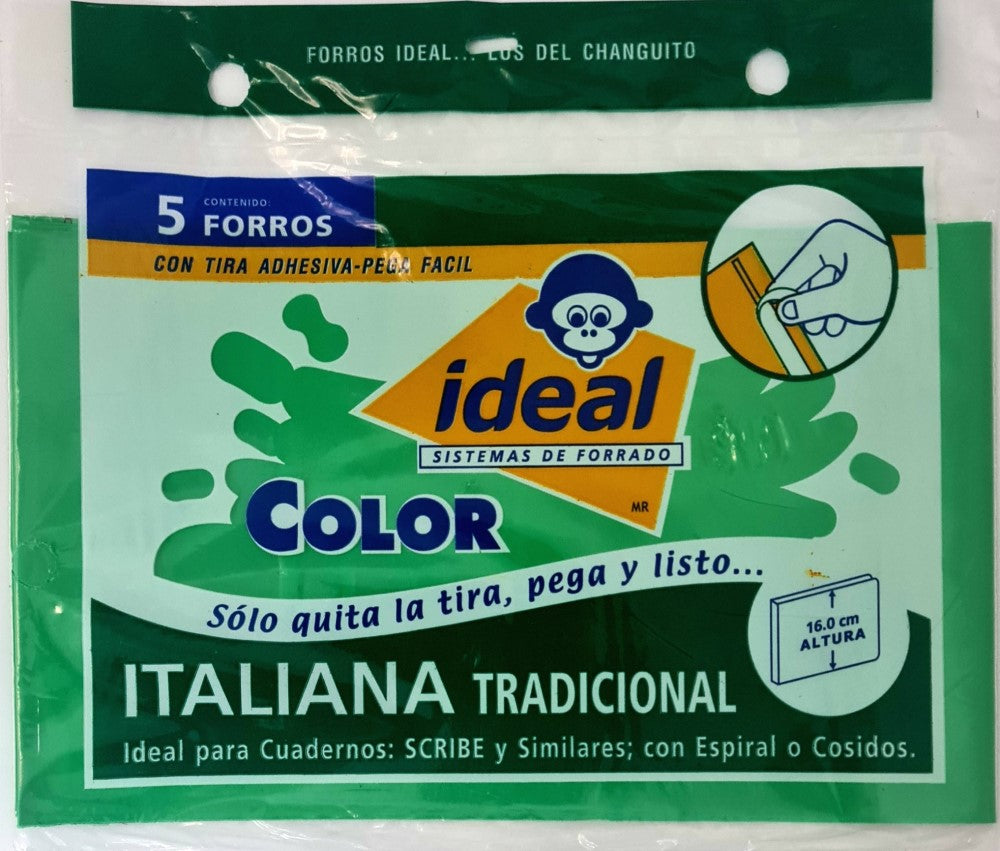 FORROS IDEAL... LOS DEL CHANGUITO
CONTENIDO:
5 FORROS
CON TIRA ADHESIVA-PEGA FACIL
ideal
SISTEMAS DE FORRADO
MR
COLOR
Sólo quita la tira, pega y listo...
16.0 cm
ALTURA
ITALIANA TRADICIONAL
Ideal para Cuadernos: SCRIBE y Similares; con Espiral o Cosidos.